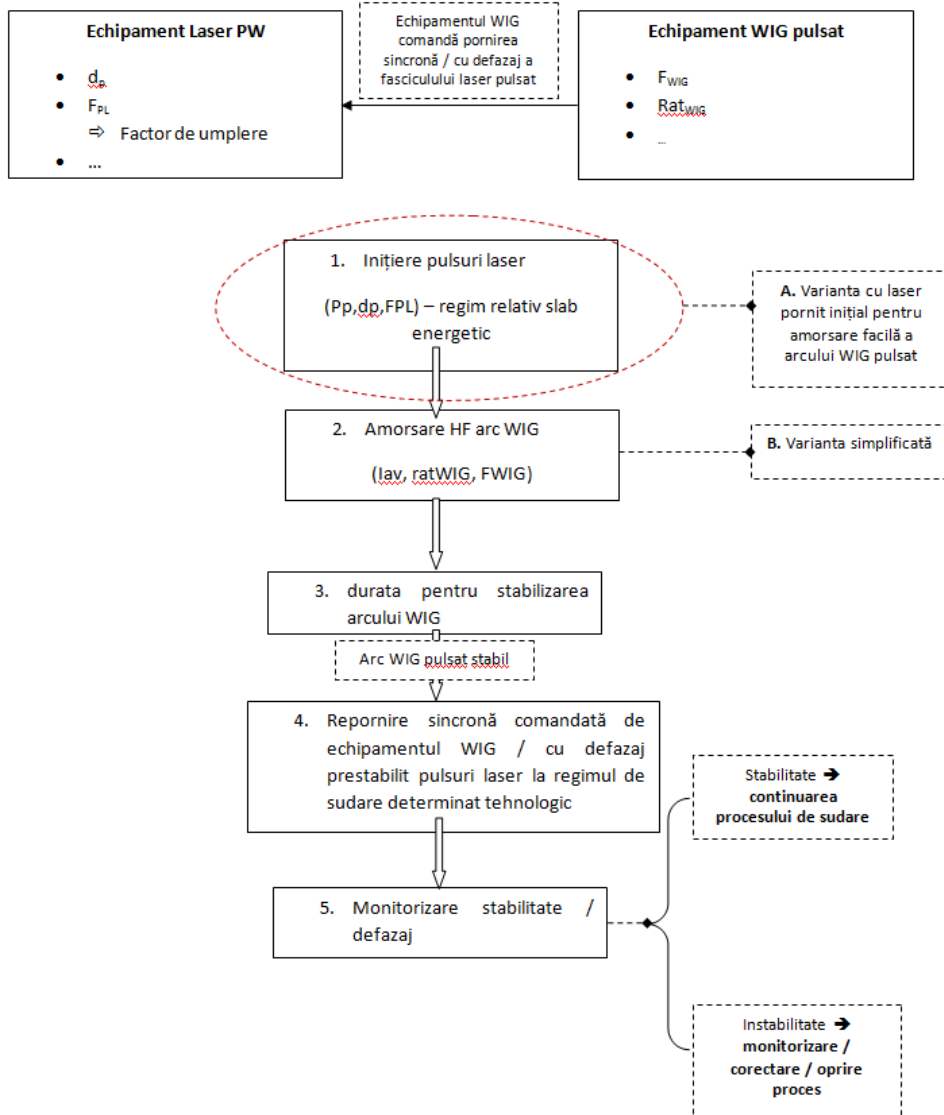 Echipament Laser PW
• dp
• FPL
⇨ Factor de umplere
• ...
Echipamentul WIG
comandă pornirea
sincronă / cu defazaj a
fasciculului laser pulsat
Echipament WIG pulsat
• FWIG
• RatWIG
• ...
1. Inițiere pulsuri laser
(Pp,dp,FPL) – regim relativ slab
energetic
A. Varianta cu laser
pornit inițial pentru
amorsare facilă a
arcului WIG pulsat
2. Amorsare HF arc WIG
(Iav, ratWIG, FWIG)
B. Varianta simplificată
3. durata pentru stabilizarea
arcului WIG
Arc WIG pulsat stabil
4. Repornire sincronă comandată de
echipamentul WIG / cu defazaj
prestabilit pulsuri laser la regimul de
sudare determinat tehnologic
Stabilitate ➔
continuarea
procesului de sudare
5. Monitorizare stabilitate /
defazaj
Instabilitate ➔
monitorizare /
corectare / oprire
proces